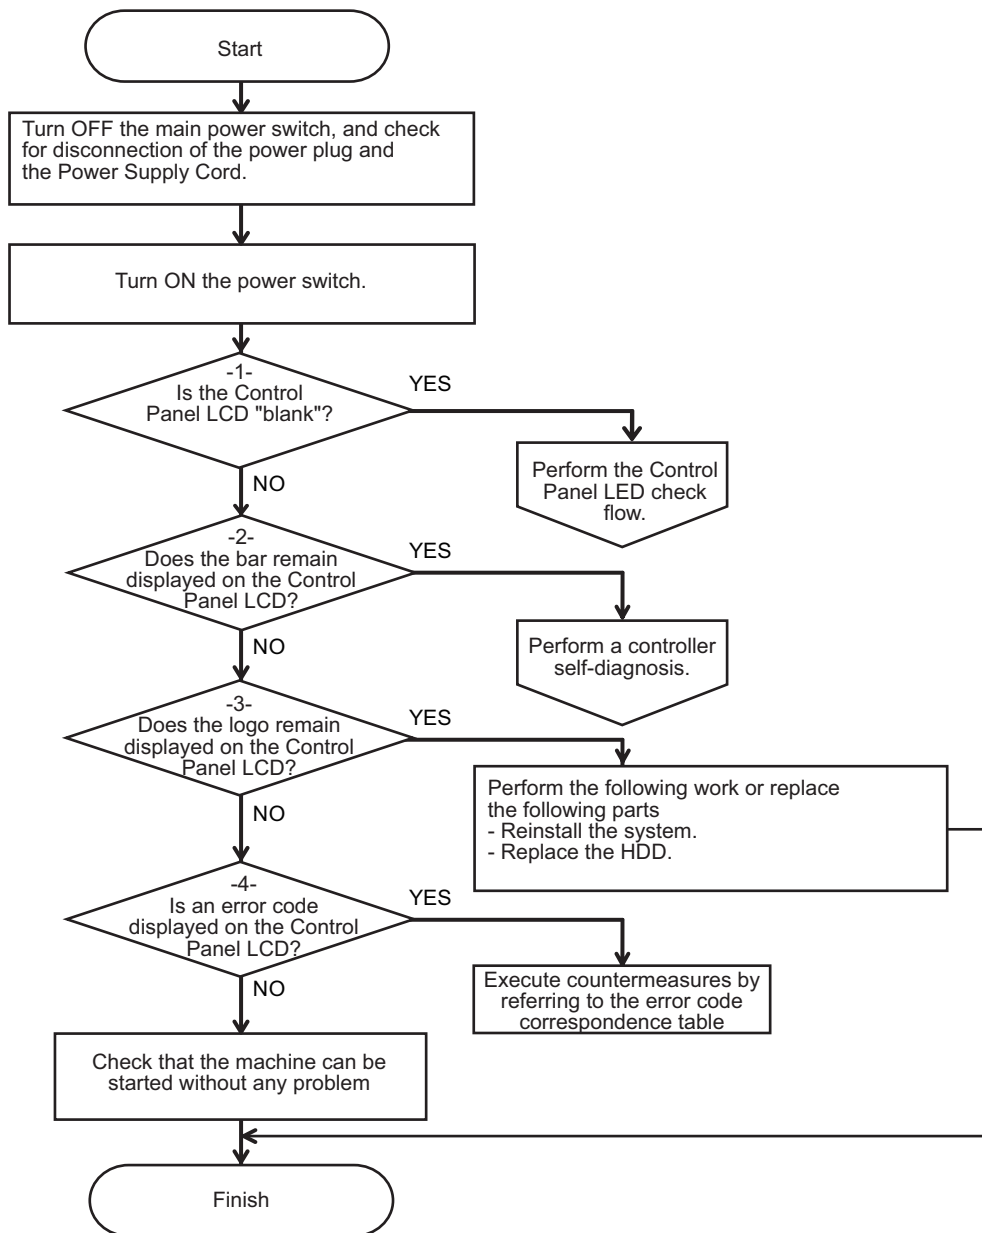 Start
Turn OFF the main power switch, and check
for disconnection of the power plug and
the Power Supply Cord.
Turn ON the power switch.
-1-
Is the Control
Panel LCD "blank"?
YES
Perform the Control
Panel LED check
flow.
NO
-2-
Does the bar remain
displayed on the Control
Panel LCD?
YES
Perform a controller
self-diagnosis.
NO
-3-
Does the logo remain
displayed on the Control
Panel LCD?
YES
Perform the following work or replace
the following parts
- Reinstall the system.
- Replace the HDD.
NO
-4-
Is an error code
displayed on the Control
Panel LCD?
YES
Execute countermeasures by
referring to the error code
correspondence table
NO
Check that the machine can be
started without any problem
Finish